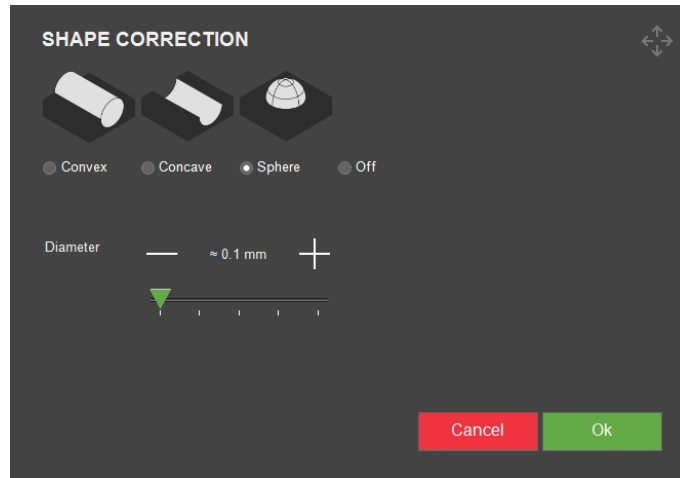 SHAPE CORRECTION
Convex Concave Sphere Off
Diameter ≈ 0.1 mm
Cancel Ok